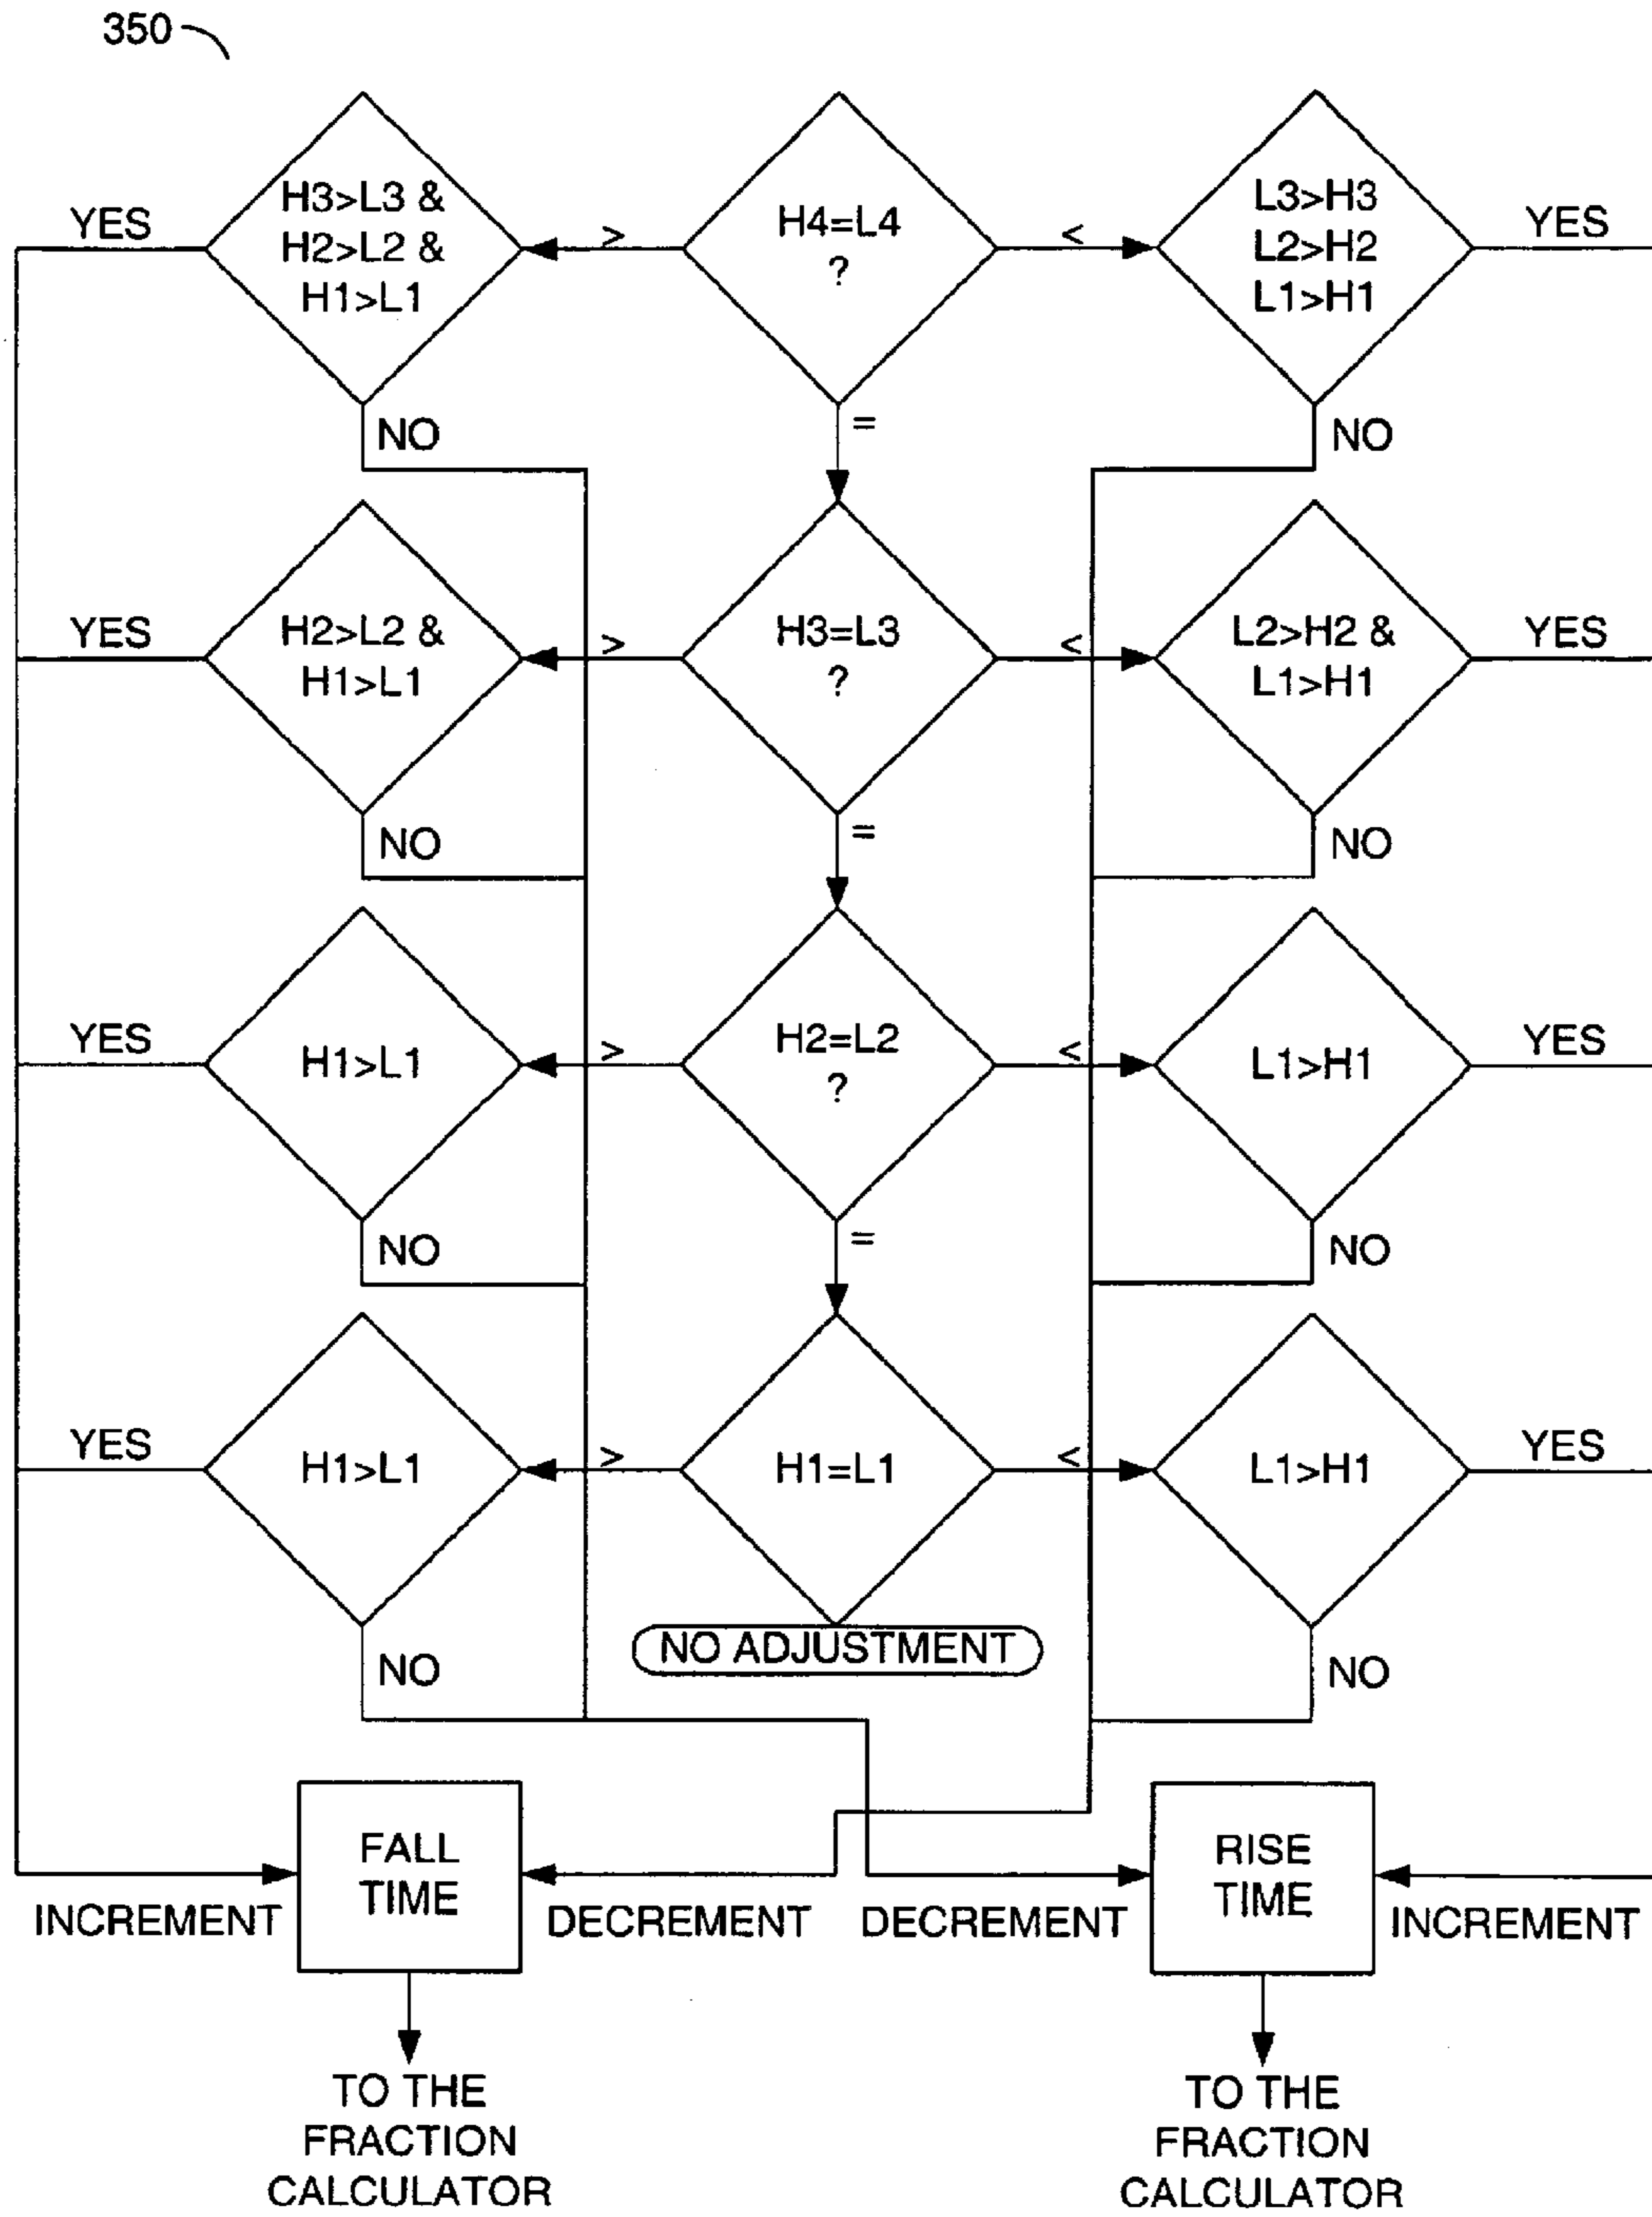 350
H3>L3 &
H2>L2 &
H1>L1
H4=L4
?
L3>H3
L2>H2
L1>H1
YES
>
<
YES
NO
=
NO
H2>L2 &
H1>L1
H3=L3
?
L2>H2 &
L1>H1
YES
>
<
YES
NO
=
NO
H1>L1
H2=L2
?
L1>H1
YES
>
<
YES
NO
=
NO
H1>L1
H1=L1
L1>H1
YES
>
<
YES
NO
NO ADJUSTMENT
NO
FALL
TIME
RISE
TIME
INCREMENT
DECREMENT
DECREMENT
INCREMENT
TO THE
FRACTION
CALCULATOR
TO THE
FRACTION
CALCULATOR